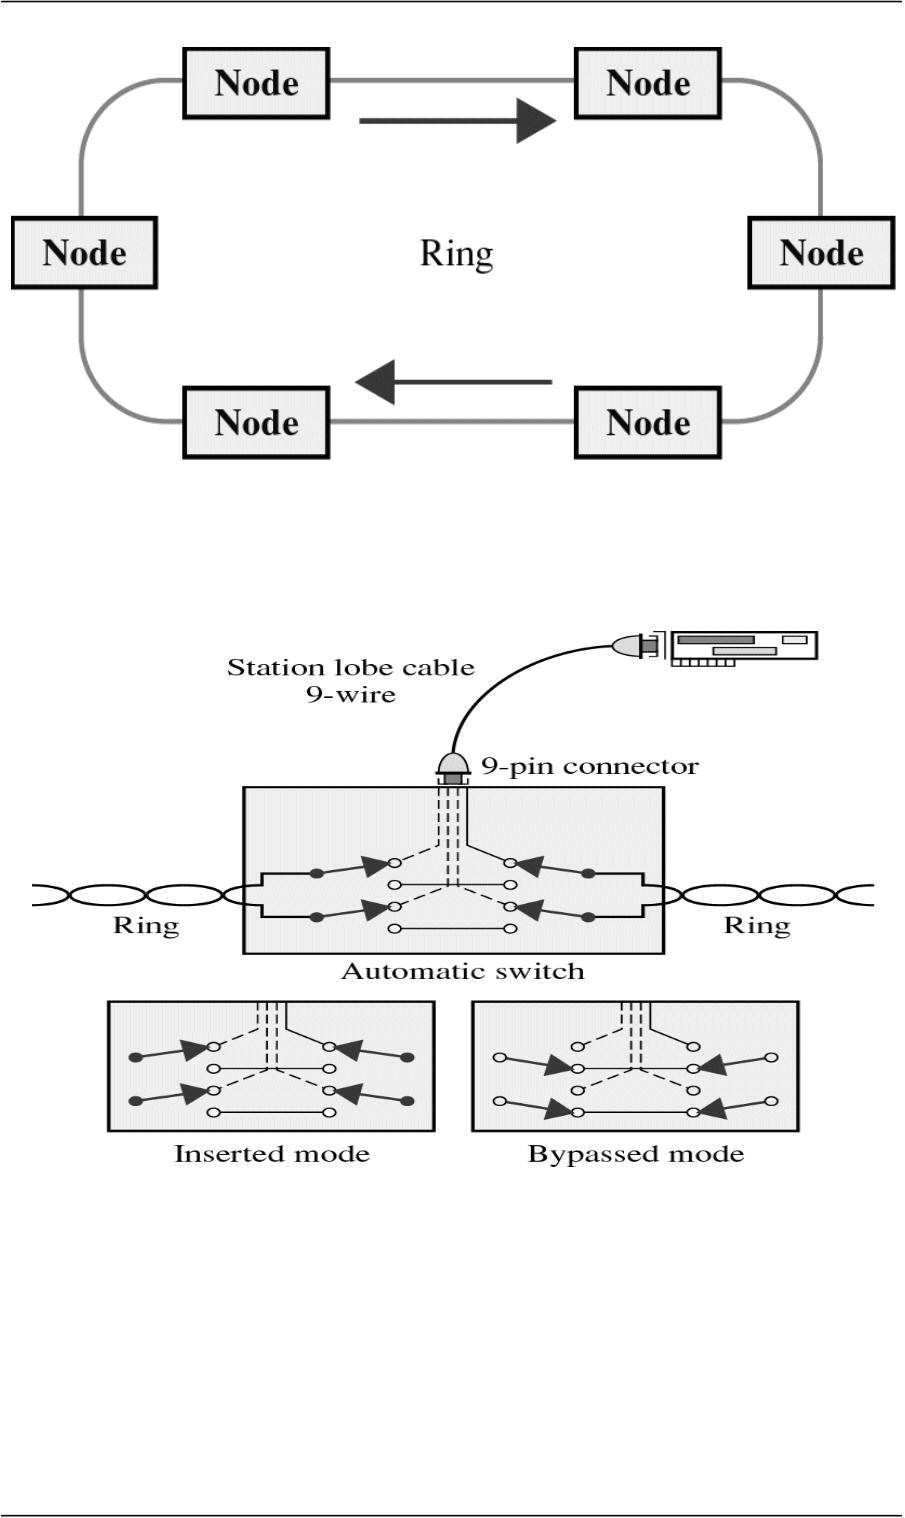 Node Node
Node Ring Node
Node Node
Station lobe cable
9-wire
9-pin connector
Ring Ring
Automatic switch
Inserted mode Bypassed mode